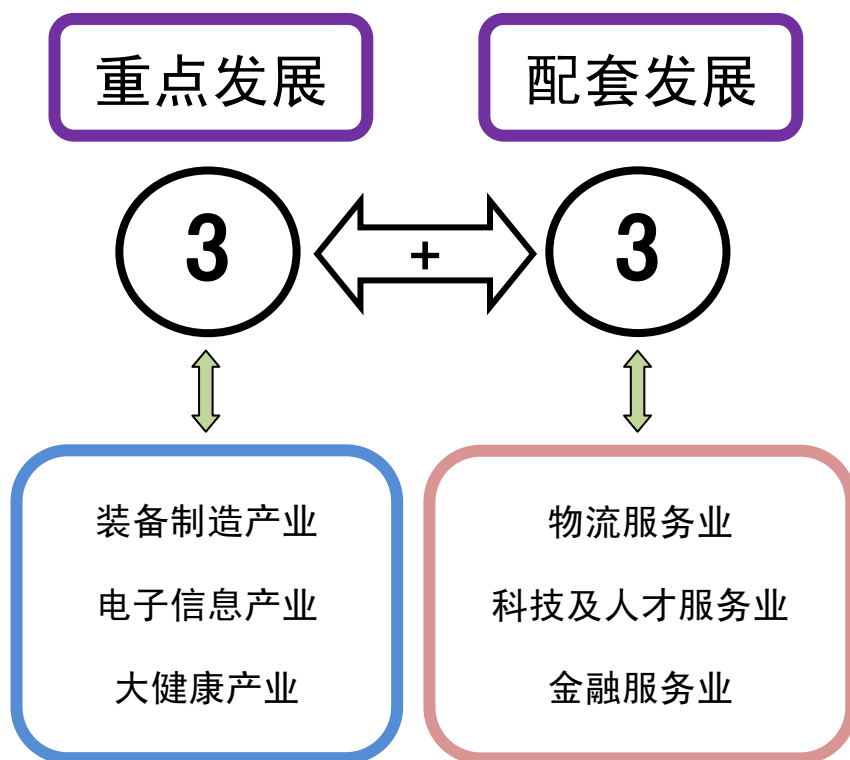 重点发展
配套发展
3
+
3
装备制造产业
电子信息产业
大健康产业
物流服务业
科技及人才服务业
金融服务业